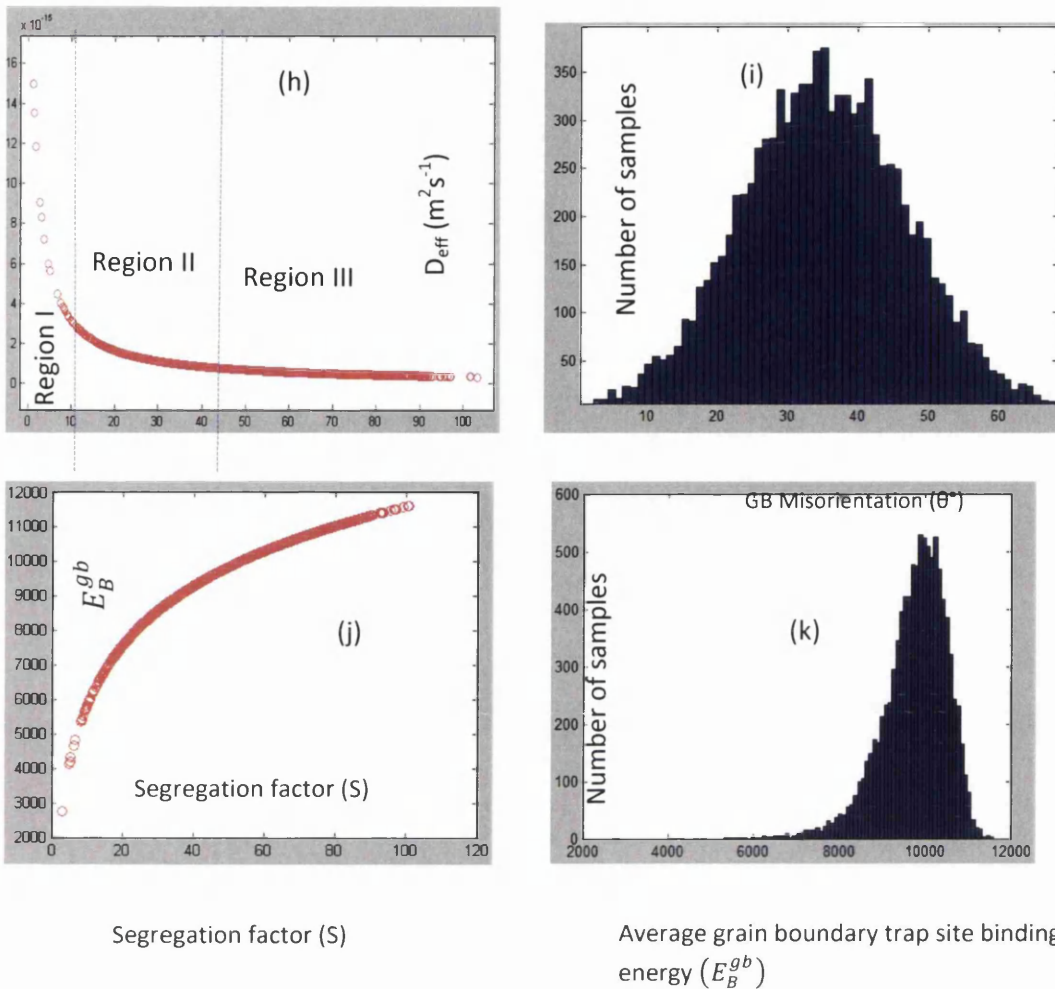 x 10⁻¹⁵
16
14
12
10
8
6
4
2
0
(h)
Region I
Region II
Region III
D_eff (m²s⁻¹)
0 10 20 30 40 50 60 70 80 90 100
(i)
Number of samples
350
300
250
200
150
100
50
10 20 30 40 50 60
12000
11000
10000
9000
8000
7000
6000
5000
4000
3000
2000
E_B^gb
(j)
Segregation factor (S)
0 20 40 60 80 100 120
GB Misorientation (θ°)
600
500
400
300
200
100
0
Number of samples
(k)
2000 4000 6000 8000 10000 12000
Segregation factor (S)
Average grain boundary trap site binding
energy (E_B^gb)